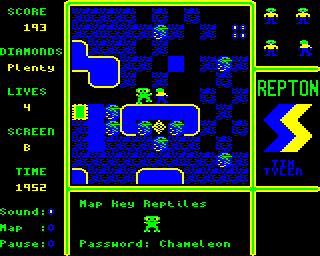 SCORE
193
DIAMONDS
Plenty
LIVES
4
SCREEN
B
TIME
1952
Sound:
Map :
Pause:
REPTON
TIM
TYLER
Map Key Reptiles
Password: Chameleon